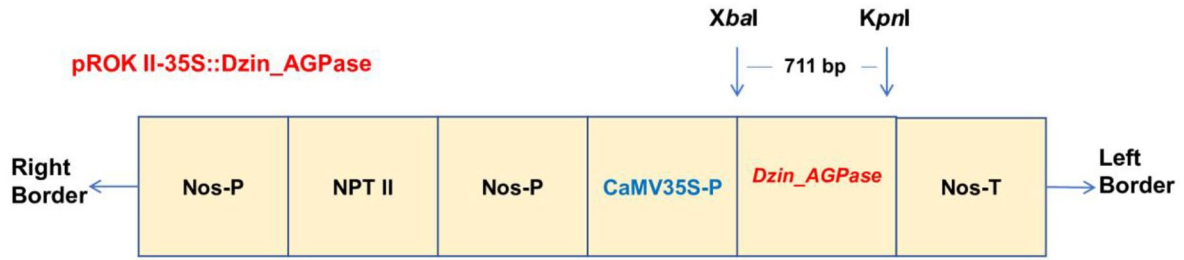 XbaI
KpnI
pROK II-35S::Dzin_AGPase
711 bp
Right
Border
Nos-P
NPT II
Nos-P
CaMV35S-P
Dzin_AGPase
Nos-T
Left
Border